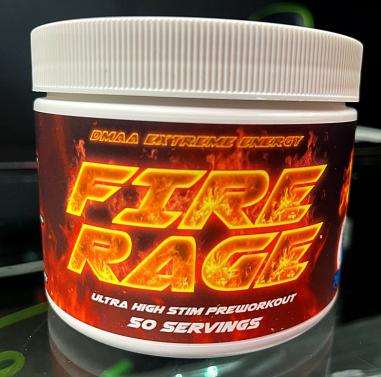 DMAA EXTREME ENERGY
FIRE
RAGE
ULTRA HIGH STIM PREWORKOUT
50 SERVINGS